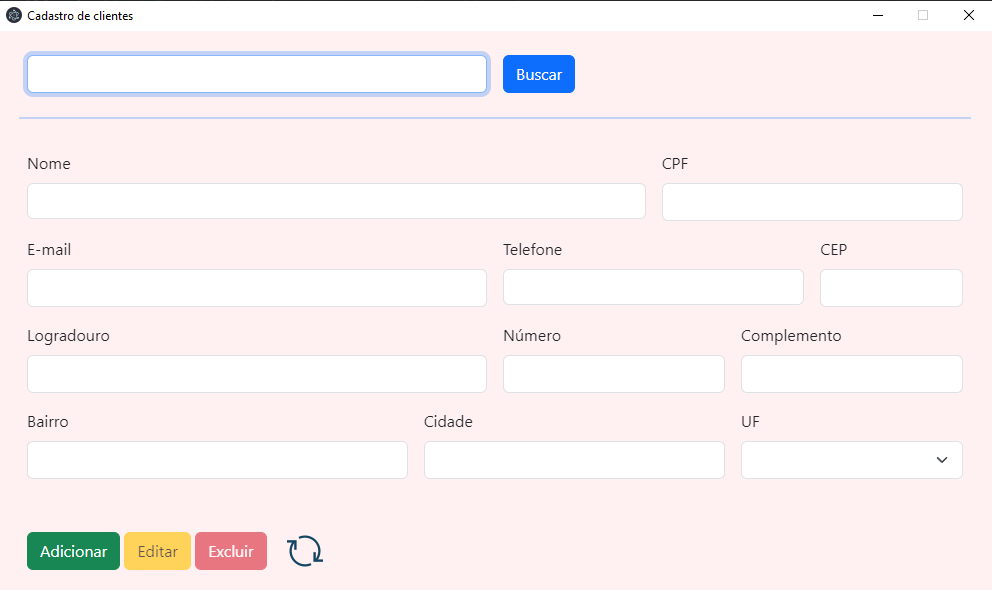 Cadastro de clientes
Buscar
Nome CPF
E-mail Telefone CEP
Logradouro Número Complemento
Bairro Cidade UF
Adicionar Editar Excluir